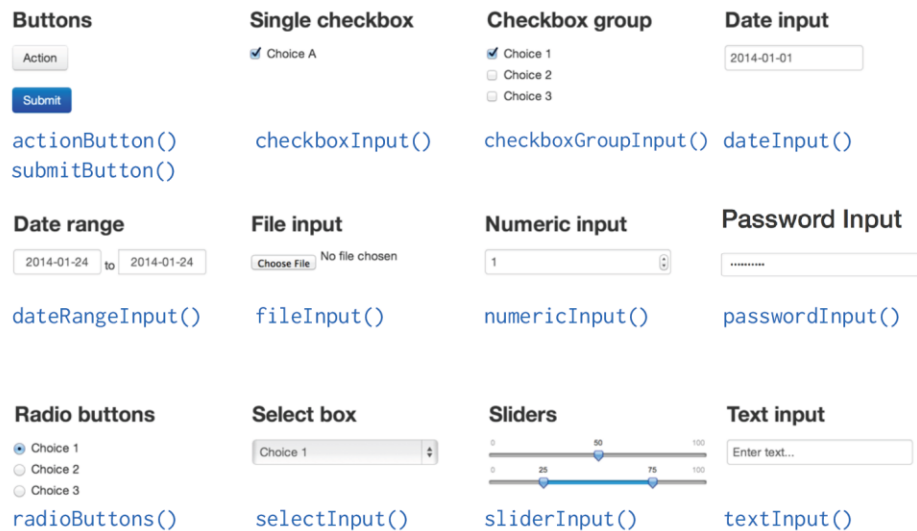 Buttons
Action
Submit
actionButton()
submitButton()
Single checkbox
Choice A
checkboxInput()
Checkbox group
Choice 1
Choice 2
Choice 3
checkboxGroupInput()
Date input
2014-01-01
dateInput()
Date range
2014-01-24 to 2014-01-24
dateRangeInput()
File input
Choose File No file chosen
fileInput()
Numeric input
1
numericInput()
Password Input
..........
passwordInput()
Radio buttons
Choice 1
Choice 2
Choice 3
radioButtons()
Select box
Choice 1
selectInput()
Sliders
0 50 100
0 25 75 100
sliderInput()
Text input
Enter text...
textInput()